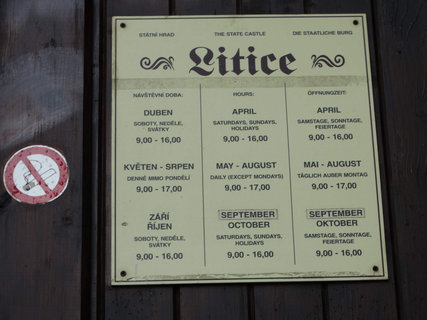 STÁTNÍ HRAD
THE STATE CASTLE
DIE STAATLICHE BURG
Litice
NÁVŠTĚVNÍ DOBA:
DUBEN
SOBOTY, NEDĚLE,
SVÁTKY
9,00 - 16,00
KVĚTEN - SRPEN
DENNĚ MIMO PONDĚLÍ
9,00 - 17,00
ZÁŘÍ
ŘÍJEN
SOBOTY, NEDĚLE,
SVÁTKY
9,00 - 16,00
HOURS:
APRIL
SATURDAYS, SUNDAYS,
HOLIDAYS
9,00 - 16,00
MAY - AUGUST
DAILY (EXCEPT MONDAYS)
9,00 - 17,00
SEPTEMBER
OCTOBER
SATURDAYS, SUNDAYS,
HOLIDAYS
9,00 - 16,00
ÖFFNUNGZEIT:
APRIL
SAMSTAGE, SONNTAGE,
FEIERTAGE
9,00 - 16,00
MAI - AUGUST
TÄGLICH AUBER MONTAG
9,00 - 17,00
SEPTEMBER
OKTOBER
SAMSTAGE, SONNTAGE,
FEIERTAGE
9,00 - 16,00